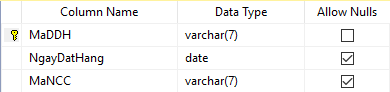 Column Name Data Type Allow Nulls
MaDDH varchar(7)
NgayDatHang date
MaNCC varchar(7)